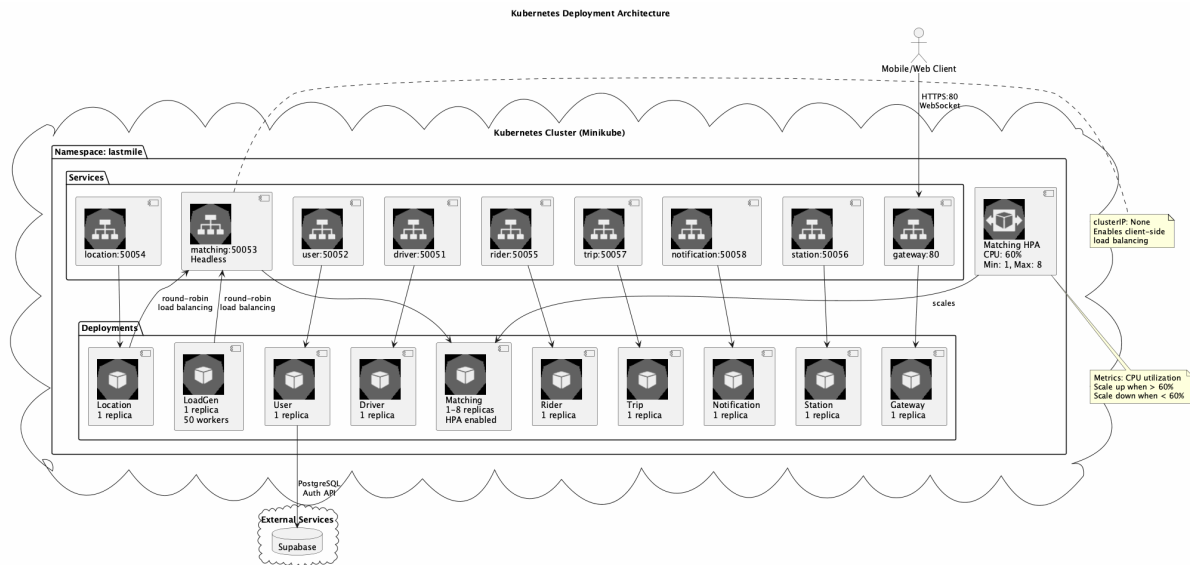 Kubernetes Deployment Architecture
Mobile/Web Client
HTTPS:80
WebSocket
Kubernetes Cluster (Minikube)
Namespace: lastmile
Services
location:50054
matching:50053
Headless
user:50052
driver:50051
rider:50055
trip:50057
notification:50058
station:50056
gateway:80
Matching HPA
CPU: 60%
Min: 1, Max: 8
clusterIP: None
Enables client-side
load balancing
round-robin
load balancing
round-robin
load balancing
scales
Deployments
Location
1 replica
LoadGen
1 replica
50 workers
User
1 replica
Driver
1 replica
Matching
1-8 replicas
HPA enabled
Rider
1 replica
Trip
1 replica
Notification
1 replica
Station
1 replica
Gateway
1 replica
Metrics: CPU utilization
Scale up when > 60%
Scale down when < 60%
PostgreSQL
Auth API
External Services
Supabase